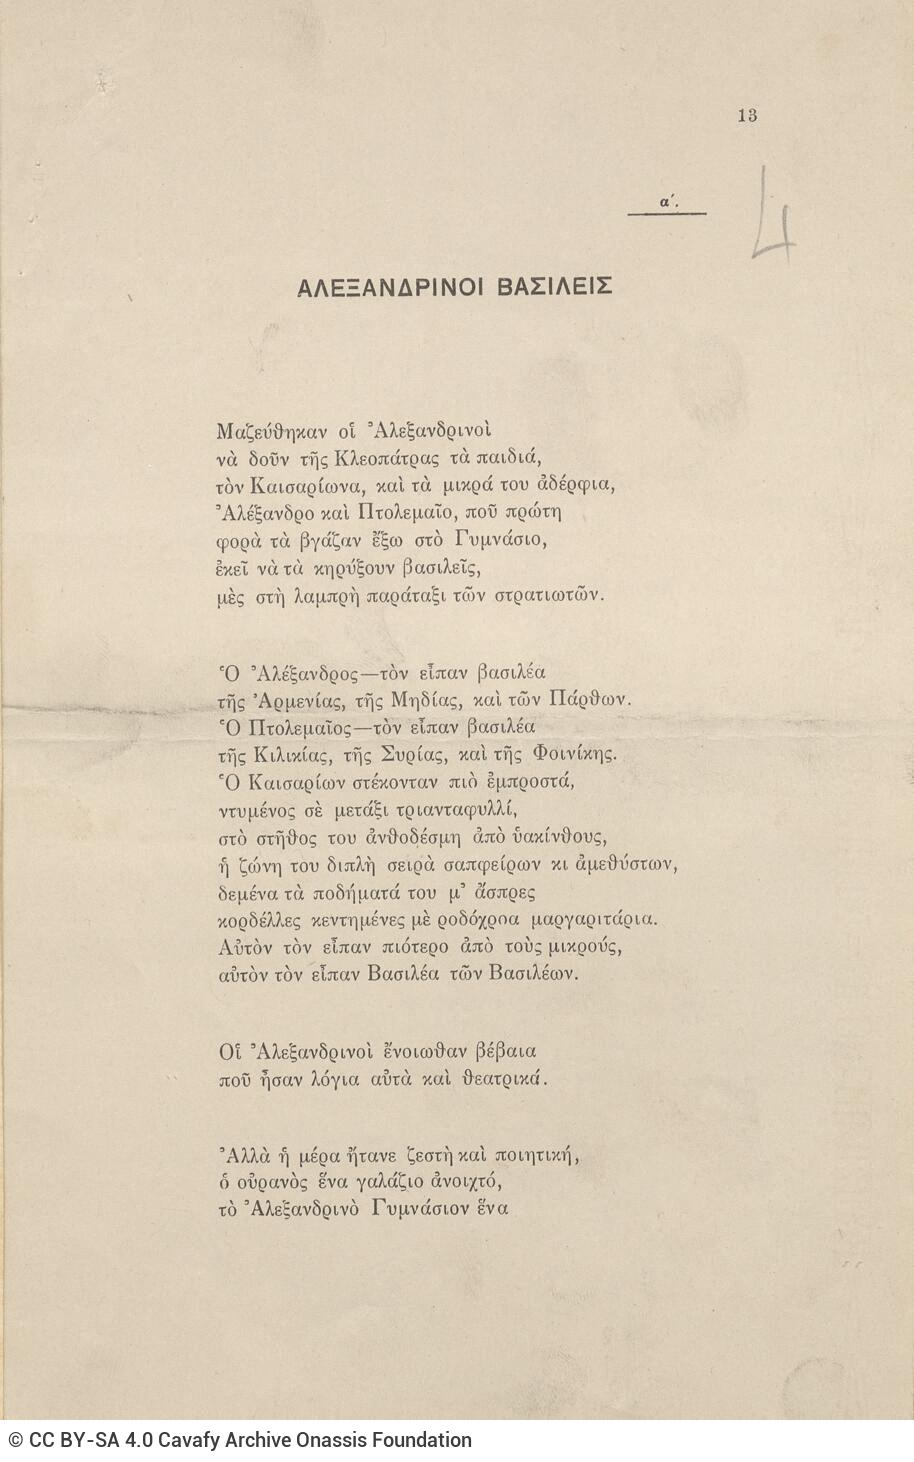 13
α΄.
4
ΑΛΕΞΑΝΔΡΙΝΟΙ ΒΑΣΙΛΕΙΣ
Μαζεύθηκαν οἱ Ἀλεξανδρινοὶ
νὰ δοῦν τῆς Κλεοπάτρας τὰ παιδιά,
τὸν Καισαρίωνα, καὶ τὰ μικρά του ἀδέρφια,
Ἀλέξανδρο καὶ Πτολεμαῖο, ποῦ πρώτη
φορὰ τὰ βγάζαν ἔξω στὸ Γυμνάσιο,
ἐκεῖ νὰ τὰ κηρύξουν βασιλεῖς,
μὲς στὴ λαμπρὴ παράταξι τῶν στρατιωτῶν.
Ὁ Ἀλέξανδρος—τὸν εἶπαν βασιλέα
τῆς Ἀρμενίας, τῆς Μηδίας, καὶ τῶν Πάρθων.
Ὁ Πτολεμαῖος—τὸν εἶπαν βασιλέα
τῆς Κιλικίας, τῆς Συρίας, καὶ τῆς Φοινίκης.
Ὁ Καισαρίων στέκονταν πιὸ ἐμπροστά,
ντυμένος σὲ μετάξι τριανταφυλλί,
στὸ στῆθος του ἀνθοδέσμη ἀπὸ ὑακίνθους,
ἡ ζώνη του διπλὴ σειρὰ σαπφείρων κι ἀμεθύστων,
δεμένα τὰ ποδήματά του μ’ ἄσπρες
κορδέλλες κεντημένες μὲ ροδόχροα μαργαριτάρια.
Αὐτὸν τὸν εἶπαν πιότερο ἀπὸ τοὺς μικρούς,
αὐτὸν τὸν εἶπαν Βασιλέα τῶν Βασιλέων.
Οἱ Ἀλεξανδρινοὶ ἔνοιωθαν βέβαια
ποῦ ἦσαν λόγια αὐτὰ καὶ θεατρικά.
Ἀλλὰ ἡ μέρα ἤτανε ζεστὴ καὶ ποιητική,
ὁ οὐρανὸς ἕνα γαλάζιο ἀνοιχτό,
τὸ Ἀλεξανδρινὸ Γυμνάσιον ἕνα
© CC BY-SA 4.0 Cavafy Archive Onassis Foundation